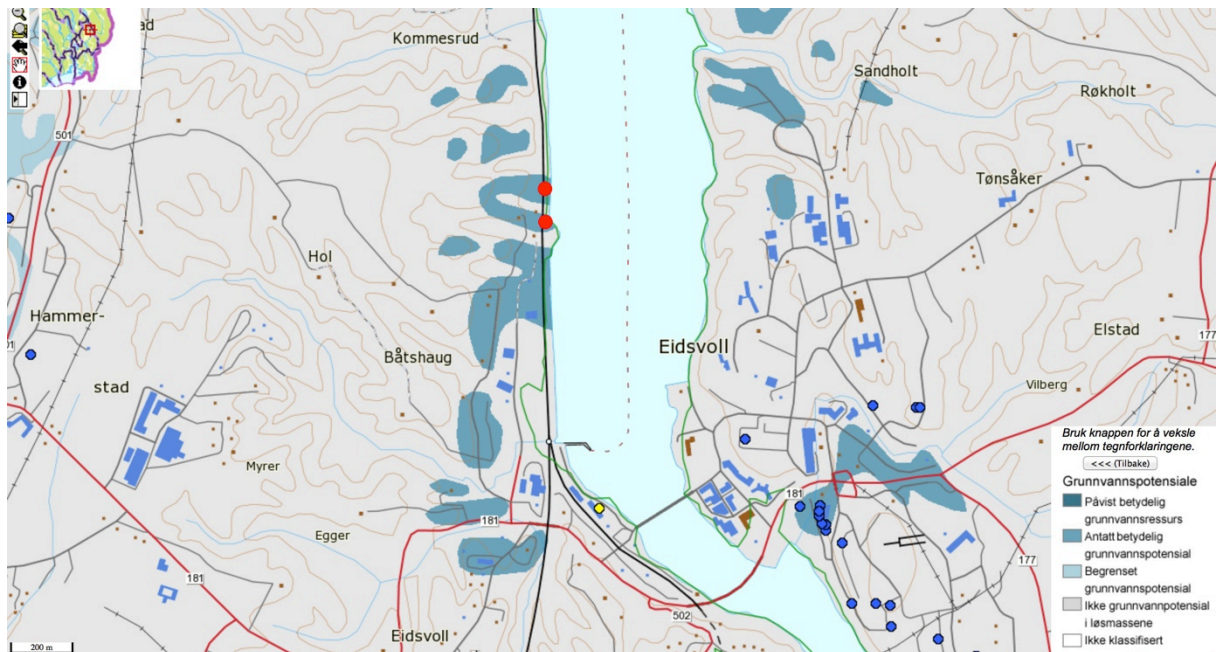 ad
Kommesrud
Sandholt
Røkholt
501
Tønsåker
Hol
Hammer-
01
Elstad
177
Eidsvoll
Båtshaug
stad
Vilberg
Bruk knappen for å veksle
mellom tegnforklaringene.
<<< (Tilbake)
Grunnvannspotensiale
Påvist betydelig
grunnvannsressurs
Antatt betydelig
grunnvannspotensial
Begrenset
grunnvannspotensial
Ikke grunnvannpotensial
i løsmassene
Ikke klassifisert
Myrer
181
181
Egger
177
181
502
Eidsvoll
200 m